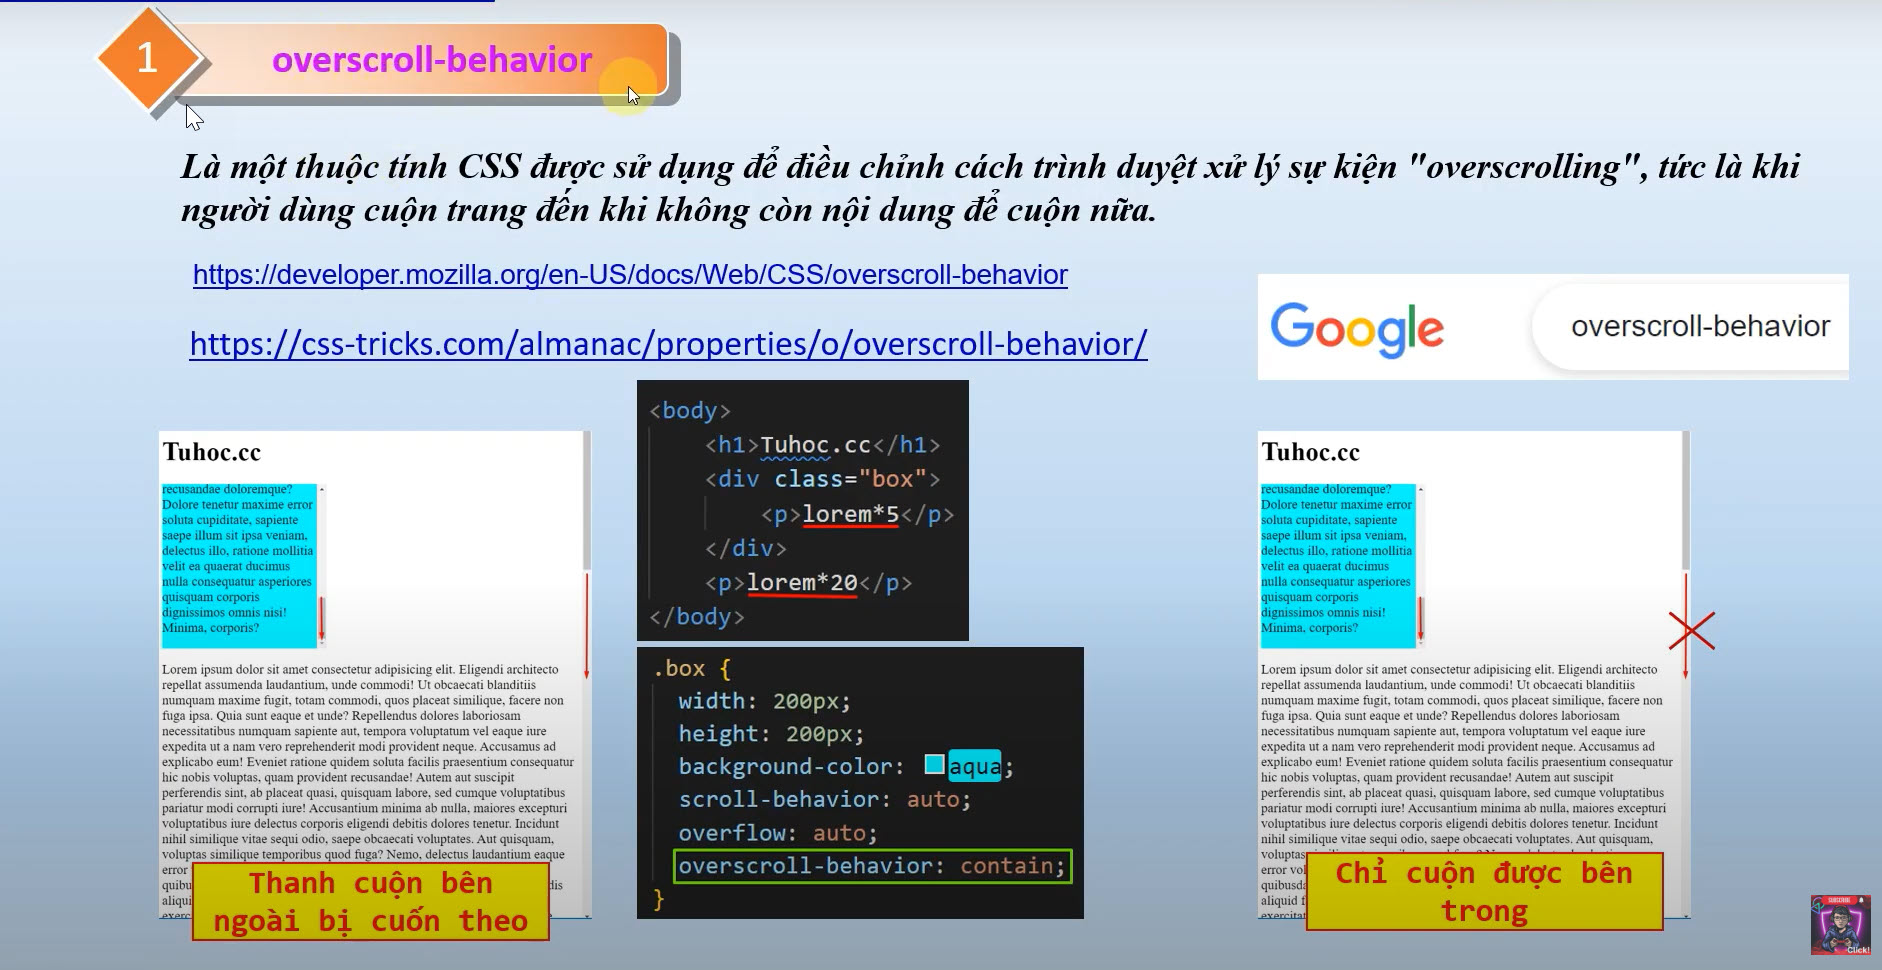 1
overscroll-behavior
Là một thuộc tính CSS được sử dụng để điều chỉnh cách trình duyệt xử lý sự kiện "overscrolling", tức là khi
người dùng cuộn trang đến khi không còn nội dung để cuộn nữa.
https://developer.mozilla.org/en-US/docs/Web/CSS/overscroll-behavior
https://css-tricks.com/almanac/properties/o/overscroll-behavior/
Google
overscroll-behavior
Tuhoc.cc
recusandae doloremque?
Dolore tenetur maxime error
soluta cupiditate, sapiente
saepe illum sit ipsa veniam,
delectus illo, ratione mollitia
velit ea quaerat ducimus
nulla consequatur asperiores
quisquam corporis
dignissimos omnis nisi!
Minima, corporis?
Lorem ipsum dolor sit amet consectetur adipisicing elit. Eligendi architecto
repellat assumenda laudantium, unde commodi! Ut obcaecati blanditiis
numquam maxime fugit, totam commodi, quos placeat similique, facere non
fuga ipsa. Quia sunt eaque et unde? Repellendus dolores laboriosam
necessitatibus numquam sapiente aut, tempora voluptatum vel eaque iure
expedita ut a nam vero reprehenderit modi provident neque. Accusamus ad
explicabo eum! Eveniet ratione quidem soluta facilis praesentium consequatur
hic nobis voluptas, quam provident recusandae! Autem aut suscipit
perferendis sint, ab placeat quasi, quisquam labore, sed cumque voluptatibus
pariatur modi corrupti iure! Accusantium minima ab nulla, maiores excepturi
voluptatibus iure delectus corporis eligendi debitis dolores tenetur. Incidunt
nihil similique vitae sequi odio, saepe obcaecati voluptates. Aut quisquam,
voluptas similique temporibus quod fuga? Nemo, delectus laudantium eaque
error
Thanh cuộn bên
ngoài bị cuốn theo
<body>
<h1>Tuhoc.cc</h1>
<div class="box">
<p>lorem*5</p>
</div>
<p>lorem*20</p>
</body>
.box {
width: 200px;
height: 200px;
background-color: aqua;
scroll-behavior: auto;
overflow: auto;
overscroll-behavior: contain;
}
Tuhoc.cc
recusandae doloremque?
Dolore tenetur maxime error
soluta cupiditate, sapiente
saepe illum sit ipsa veniam,
delectus illo, ratione mollitia
velit ea quaerat ducimus
nulla consequatur asperiores
quisquam corporis
dignissimos omnis nisi!
Minima, corporis?
Lorem ipsum dolor sit amet consectetur adipisicing elit. Eligendi architecto
repellat assumenda laudantium, unde commodi! Ut obcaecati blanditiis
numquam maxime fugit, totam commodi, quos placeat similique, facere non
fuga ipsa. Quia sunt eaque et unde? Repellendus dolores laboriosam
necessitatibus numquam sapiente aut, tempora voluptatum vel eaque iure
expedita ut a nam vero reprehenderit modi provident neque. Accusamus ad
explicabo eum! Eveniet ratione quidem soluta facilis praesentium consequatur
hic nobis voluptas, quam provident recusandae! Autem aut suscipit
perferendis sint, ab placeat quasi, quisquam labore, sed cumque voluptatibus
pariatur modi corrupti iure! Accusantium minima ab nulla, maiores excepturi
voluptatibus iure delectus corporis eligendi debitis dolores tenetur. Incidunt
nihil similique vitae sequi odio, saepe obcaecati voluptates. Aut quisquam,
error
aliquid
Chỉ cuộn được bên
trong
SUBSCRIBE
Click!